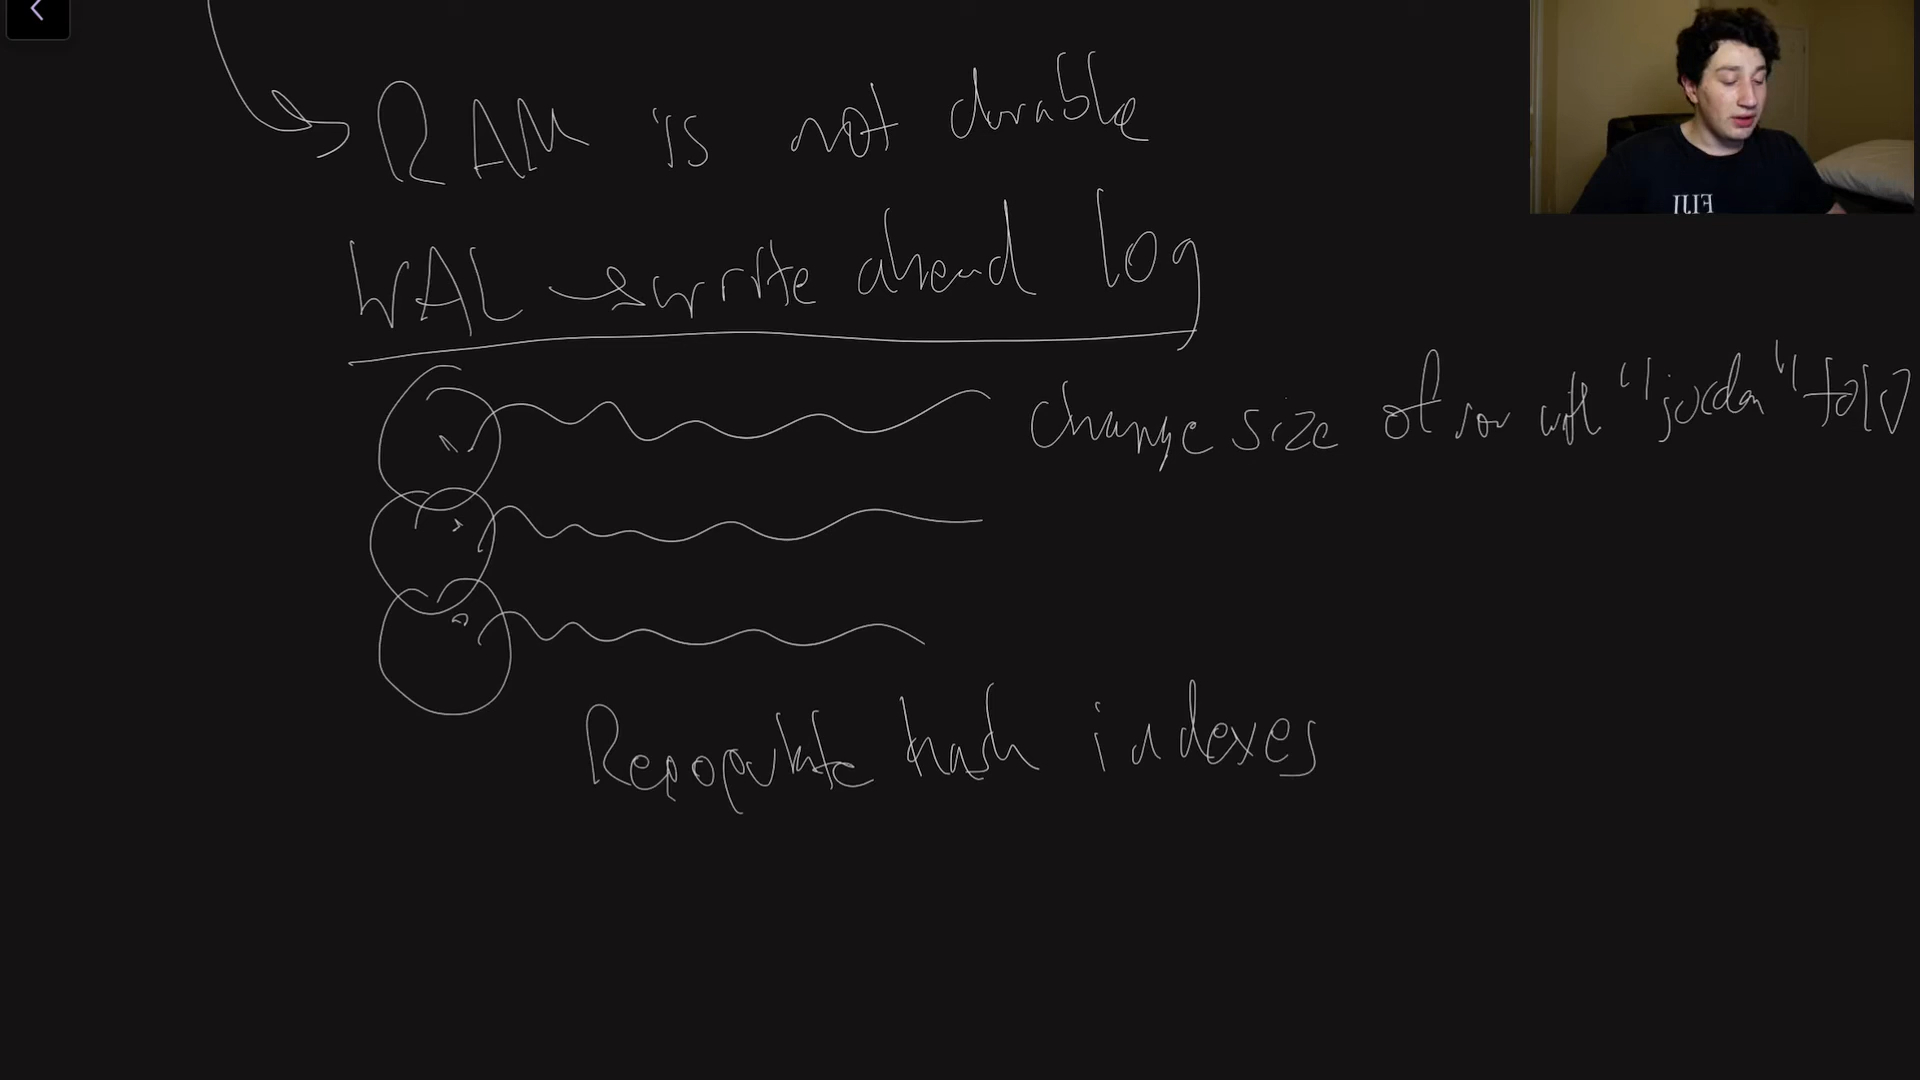 RAM is not durable
WAL → write ahead log
change size of row with "jordan" to 10
Repopulate hash indexes
FIJI